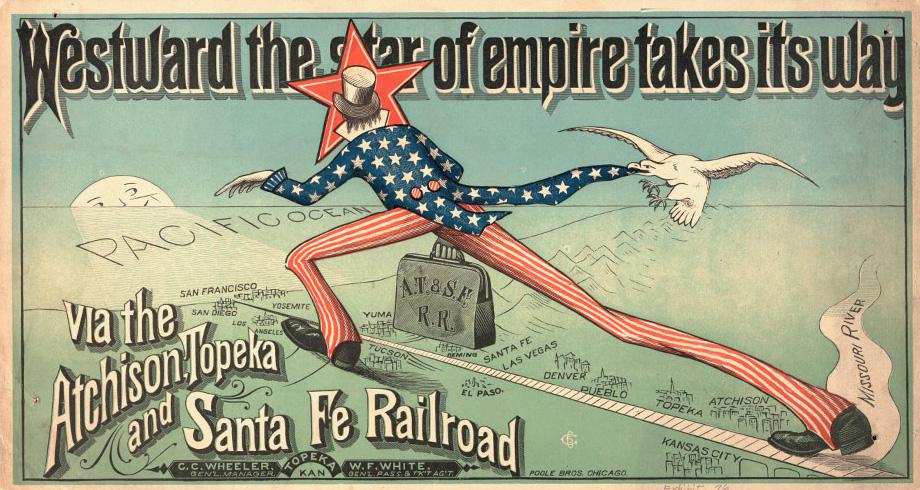 Westward the star of empire takes its way
PACIFIC OCEAN
SAN FRANCISCO
SAN DIEGO
YOSEMITE
LOS ANGELES
YUMA
TUCSON
A.T. & S.F.
R.R.
DEMING
SANTA FE
LAS VEGAS
EL PASO.
DENVER
PUEBLO
TOPEKA
ATCHISON
KANSAS CITY
MISSOURI RIVER
via the
Atchison, Topeka
and Santa Fe Railroad
C.C. WHEELER,
GEN'L. MANAGER,
TOPEKA
KAN
W.F. WHITE,
GEN'L. PASS. & TKT AG'T.
POOLE BROS. CHICAGO.